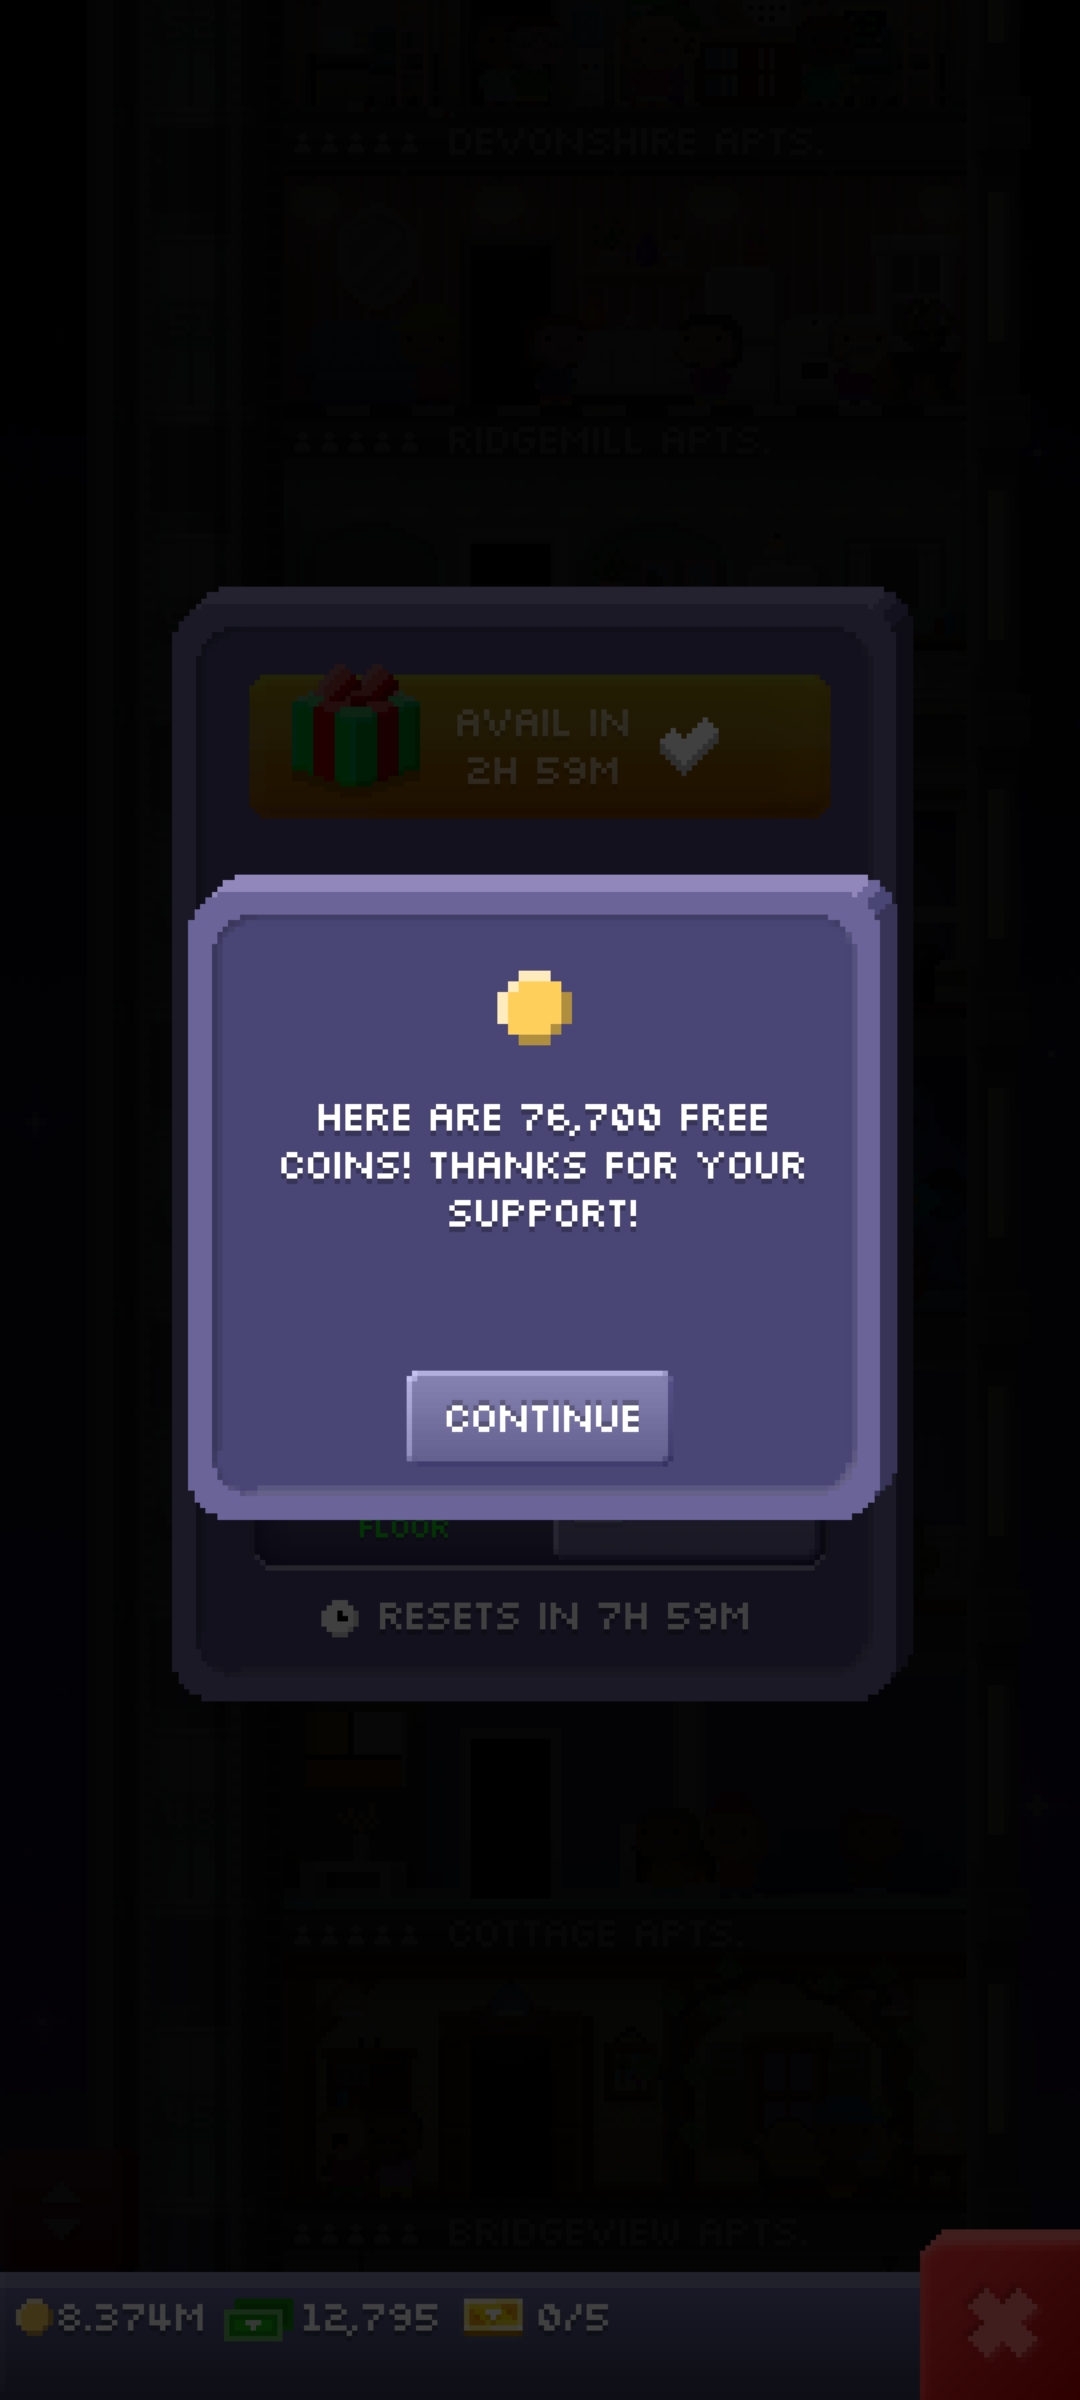 DEVONSHIRE APTS.
RIDGEMILL APTS.
AVAIL IN
2H 59M
HERE ARE 76,700 FREE
COINS! THANKS FOR YOUR
SUPPORT!
CONTINUE
FLOOR
RESETS IN 7H 59M
COTTAGE APTS.
BRIDGEVIEW APTS.
8.374M 12,795 0/5